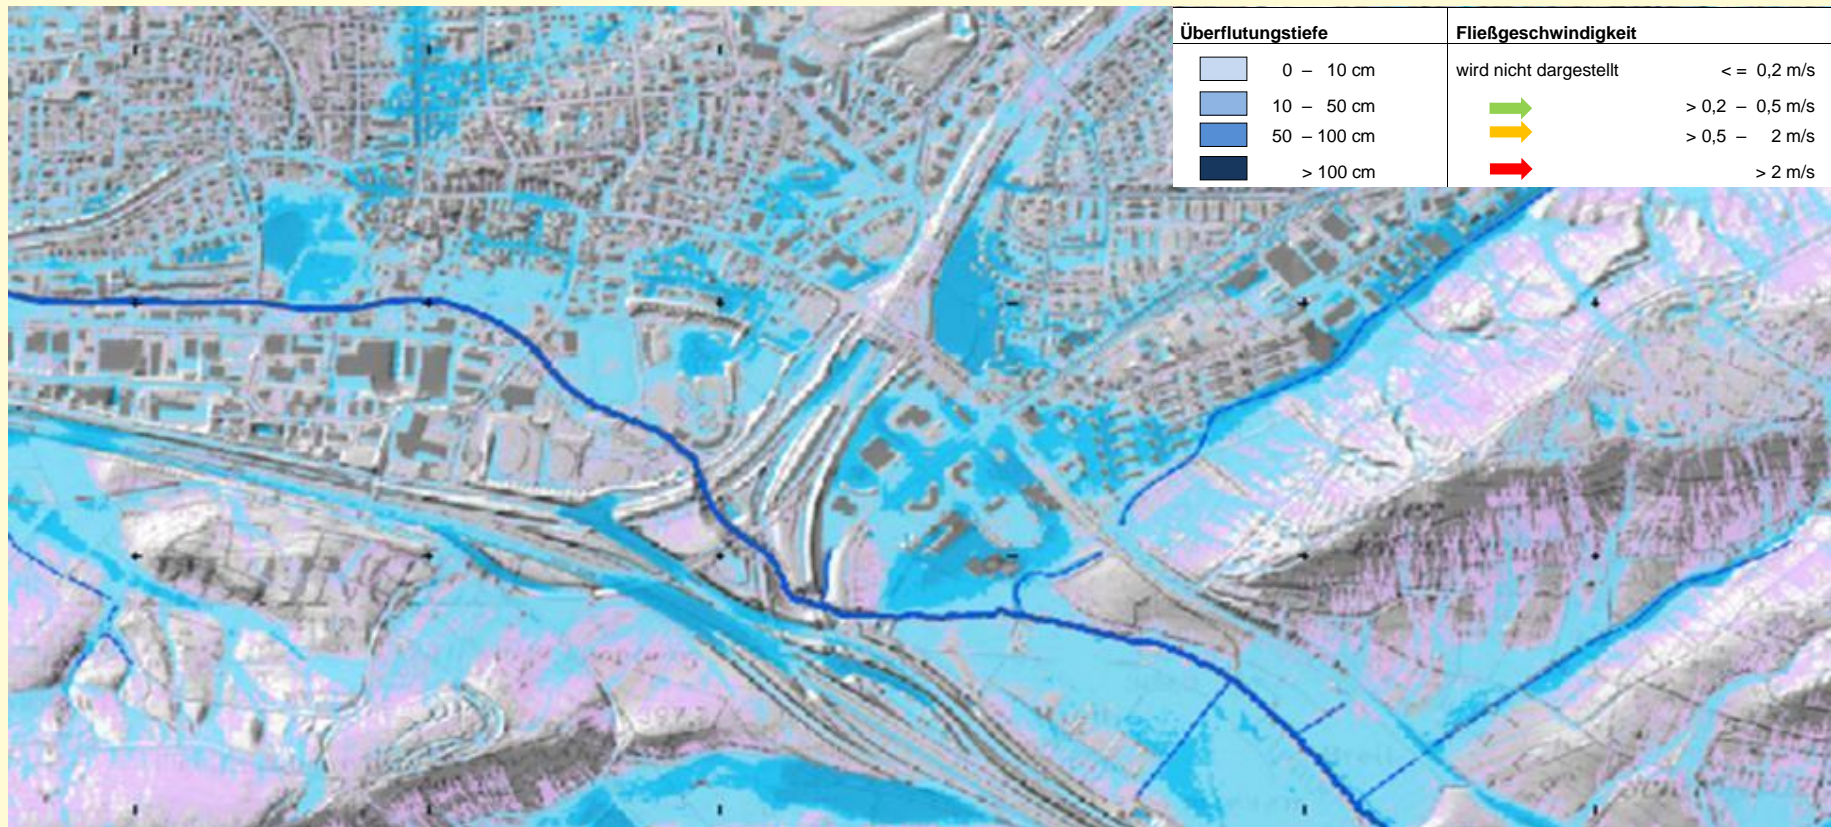 Überflutungstiefe
0 – 10 cm
10 – 50 cm
50 – 100 cm
> 100 cm
Fließgeschwindigkeit
wird nicht dargestellt < = 0,2 m/s
> 0,2 – 0,5 m/s
> 0,5 – 2 m/s
> 2 m/s